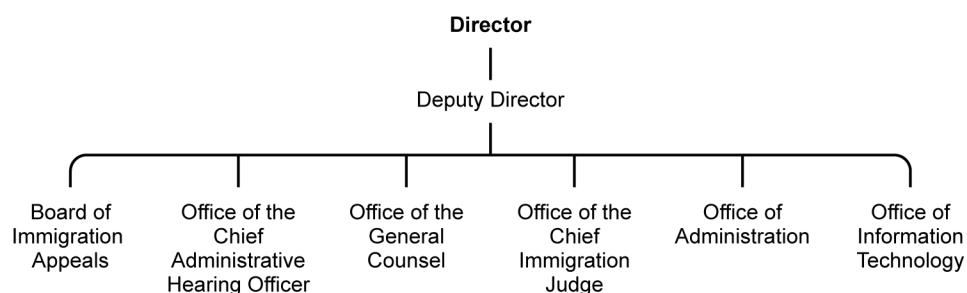 Director
Deputy Director
Board of
Immigration
Appeals
Office of the
Chief
Administrative
Hearing Officer
Office of the
General
Counsel
Office of the
Chief
Immigration
Judge
Office of
Administration
Office of
Information
Technology